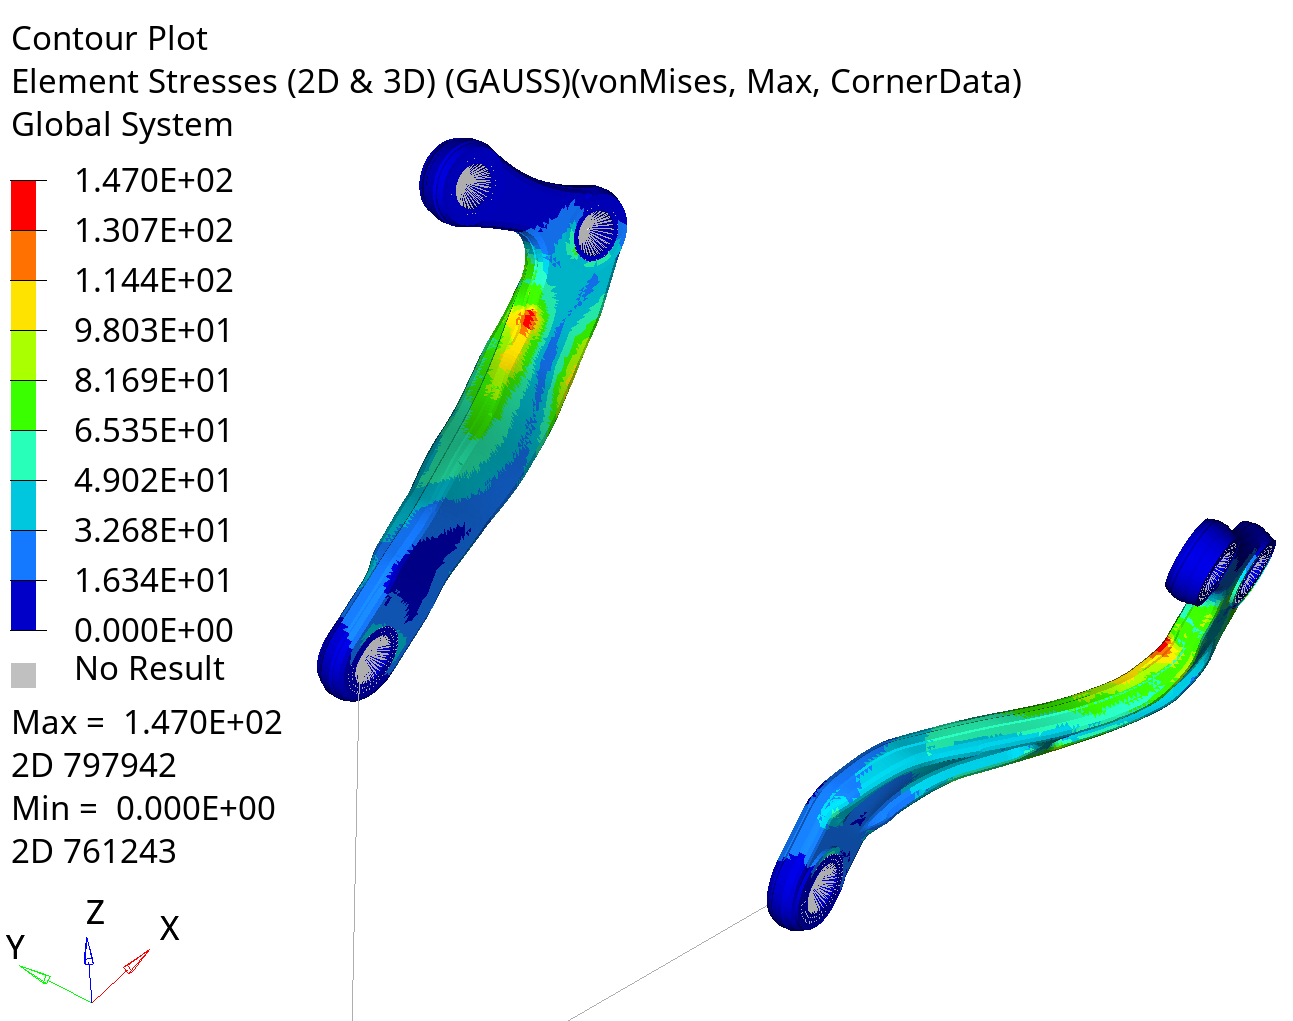 Contour Plot
Element Stresses (2D & 3D) (GAUSS)(vonMises, Max, CornerData)
Global System
1.470E+02
1.307E+02
1.144E+02
9.803E+01
8.169E+01
6.535E+01
4.902E+01
3.268E+01
1.634E+01
0.000E+00
No Result
Max = 1.470E+02
2D 797942
Min = 0.000E+00
2D 761243
Z
X
Y